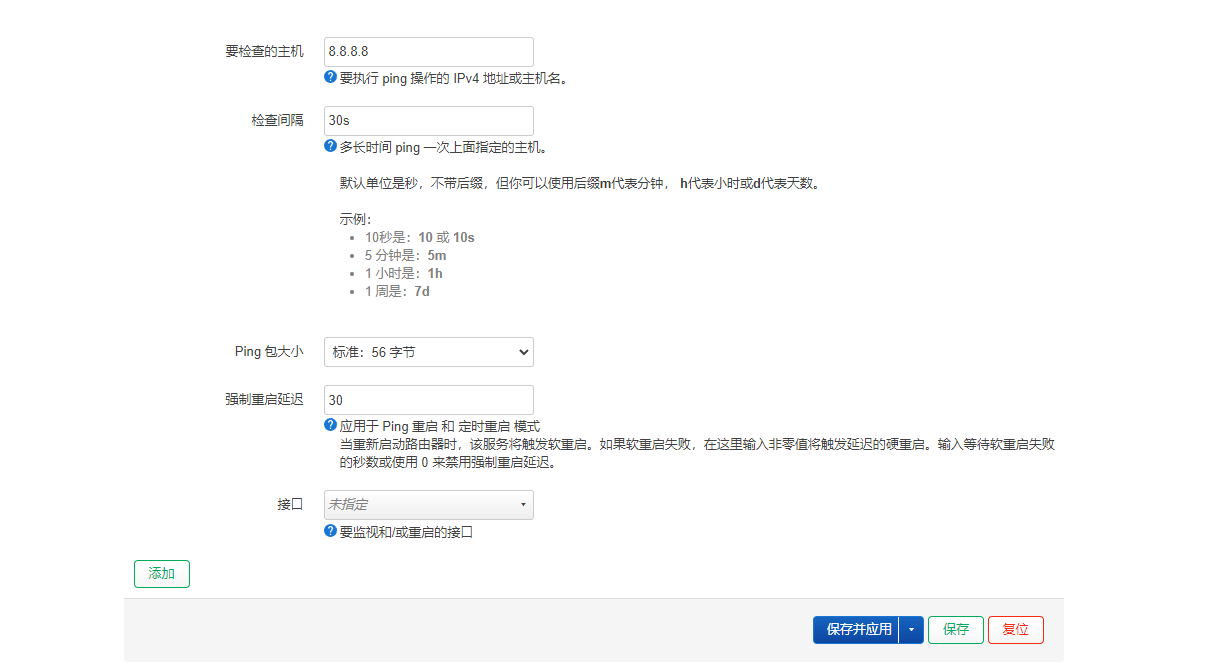 要检查的主机
8.8.8.8
要执行 ping 操作的 IPv4 地址或主机名。
检查间隔
30s
多长时间 ping 一次上面指定的主机。
默认单位是秒，不带后缀，但你可以使用后缀m代表分钟， h代表小时或d代表天数。
示例：
10秒是：10 或 10s
5 分钟是：5m
1 小时是：1h
1 周是：7d
Ping 包大小
标准：56 字节
强制重启延迟
30
应用于 Ping 重启 和 定时重启 模式
当重新启动路由器时，该服务将触发软重启。如果软重启失败，在这里输入非零值将触发延迟的硬重启。输入等待软重启失败
的秒数或使用 0 来禁用强制重启延迟。
接口
未指定
要监视和/或重启的接口
添加
保存并应用
保存
复位